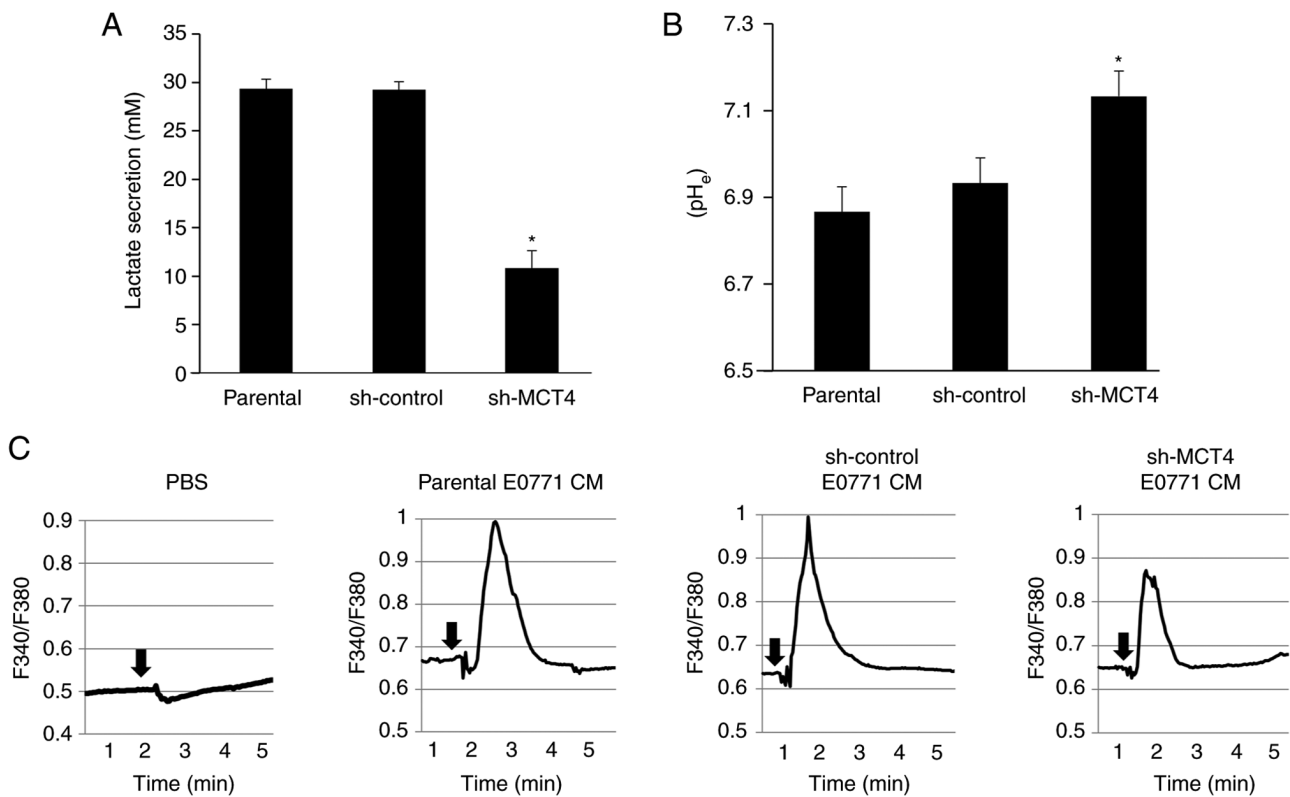 A
Lactate secretion (mM)
35
30
25
20
15
10
5
0
*
Parental sh-control sh-MCT4
B
(pHe)
7.3
7.1
6.9
6.7
6.5
*
Parental sh-control sh-MCT4
C
PBS
F340/F380
0.9
0.8
0.7
0.6
0.5
0.4
1 2 3 4 5
Time (min)
Parental E0771 CM
F340/F380
1
0.9
0.8
0.7
0.6
0.5
1 2 3 4 5
Time (min)
sh-control
E0771 CM
F340/F380
1
0.9
0.8
0.7
0.6
0.5
1 2 3 4 5
Time (min)
sh-MCT4
E0771 CM
F340/F380
1
0.9
0.8
0.7
0.6
0.5
1 2 3 4 5
Time (min)